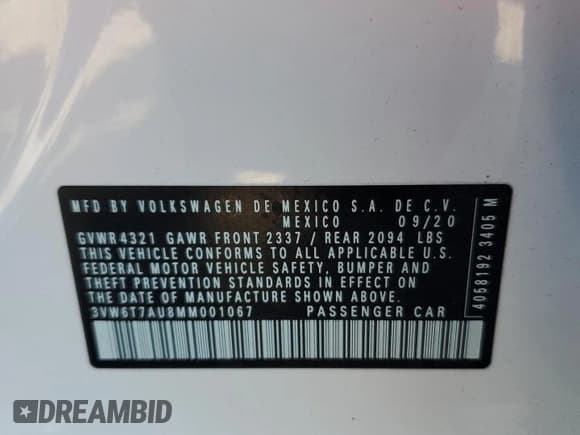 MFD BY VOLKSWAGEN DE MEXICO S.A. DE C.V.
MEXICO 09/20
GVWR 4321 GAWR FRONT 2337 / REAR 2094 LBS
THIS VEHICLE CONFORMS TO ALL APPLICABLE U.S.
FEDERAL MOTOR VEHICLE SAFETY, BUMPER AND
THEFT PREVENTION STANDARDS IN EFFECT ON THE
DATE OF MANUFACTURE SHOWN ABOVE.
3VW6T7AU8MM001067 PASSENGER CAR
4058192 3405 M
DREAMBID